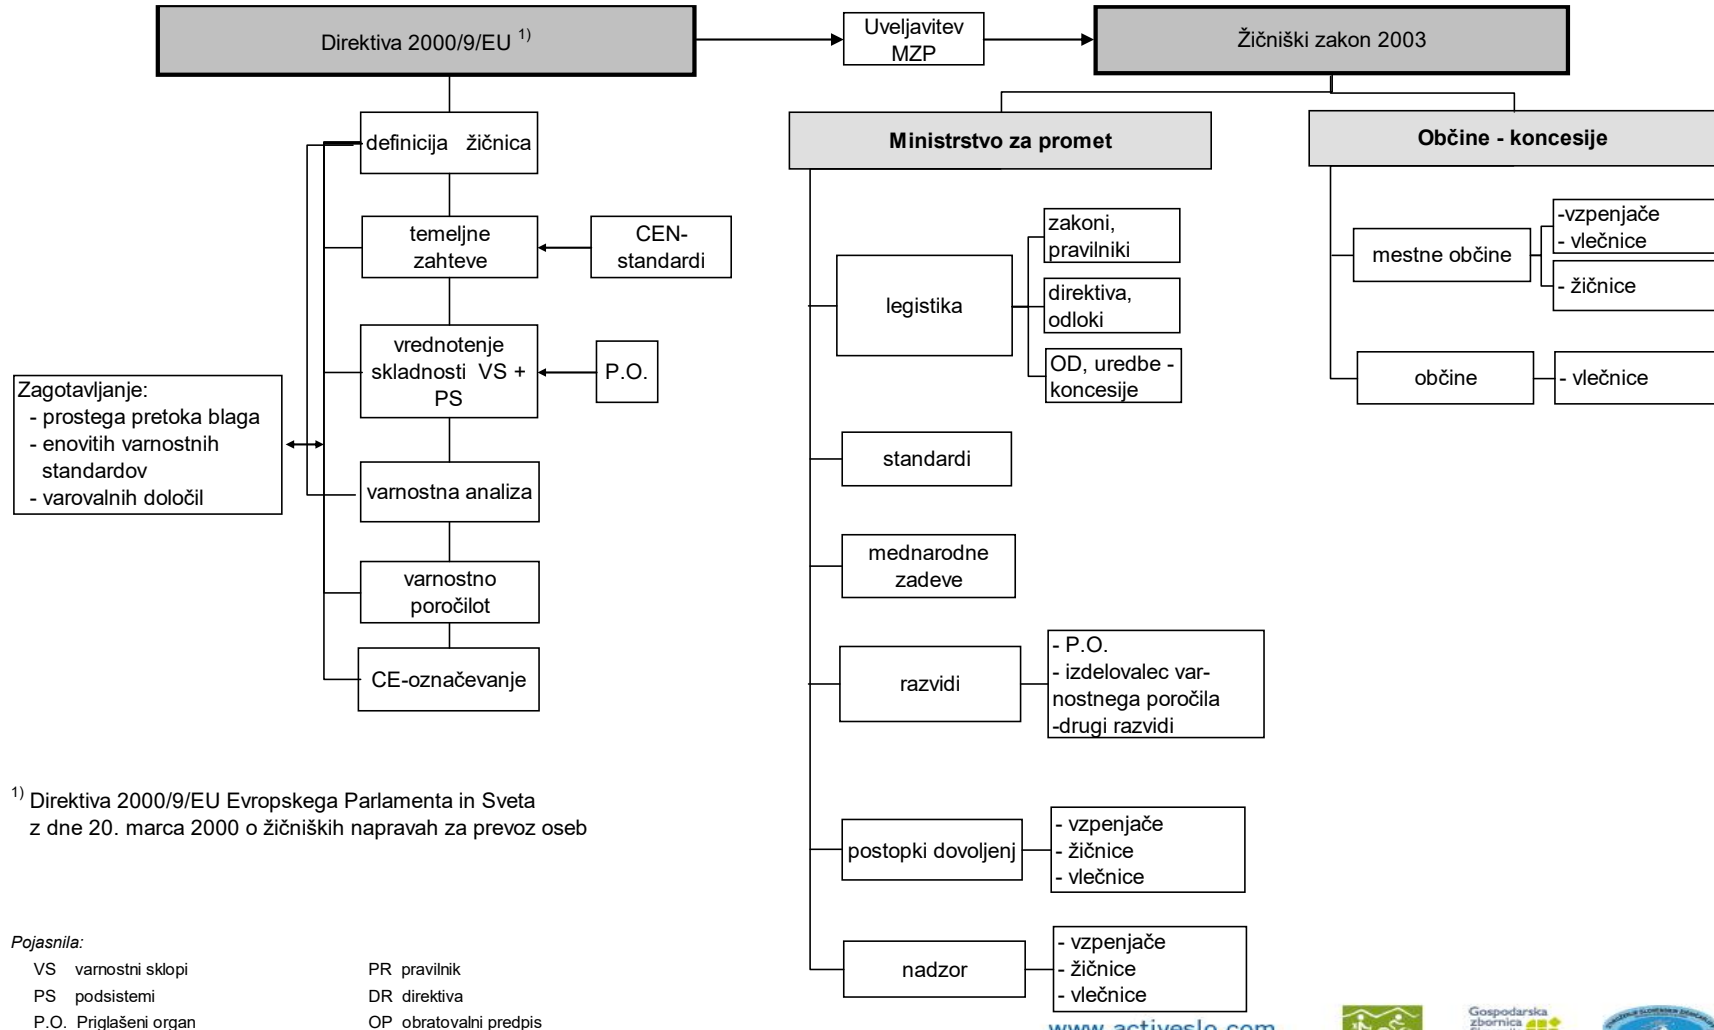 Direktiva 2000/9/EU 1)
Uveljavitev
MZP
Žičniški zakon 2003
definicija žičnica
temeljne
zahteve
CEN-
standardi
vrednotenje
skladnosti VS +
PS
P.O.
Zagotavljanje:
- prostega pretoka blaga
- enovitih varnostnih
standardov
- varovalnih določil
varnostna analiza
varnostno
poročilot
CE-označevanje
Ministrstvo za promet
legistika
zakoni,
pravilniki
direktiva,
odloki
OD, uredbe -
koncesije
standardi
mednarodne
zadeve
razvidi
- P.O.
- izdelovalec var-
nostnega poročila
-drugi razvidi
postopki dovoljenj
- vzpenjače
- žičnice
- vlečnice
nadzor
- vzpenjače
- žičnice
- vlečnice
Občine - koncesije
mestne občine
-vzpenjače
- vlečnice
- žičnice
občine
- vlečnice
1) Direktiva 2000/9/EU Evropskega Parlamenta in Sveta
z dne 20. marca 2000 o žičniških napravah za prevoz oseb
Pojasnila:
VS varnostni sklopi
PS podsistemi
P.O. Priglašeni organ
PR pravilnik
DR direktiva
OP obratovalni predpis
www.activeslo.com
Gospodarska
zbornica